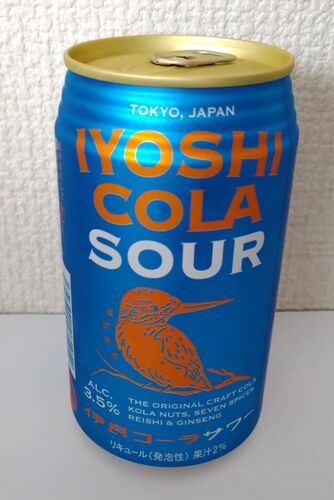 TOKYO, JAPAN
IYOSHI
COLA
SOUR
ALC.
3.5%
THE ORIGINAL CRAFT COLA
KOLA NUTS, SEVEN SPICES,
REISHI & GINSENG
伊良コーラサワー
リキュール(発泡性) 果汁2%